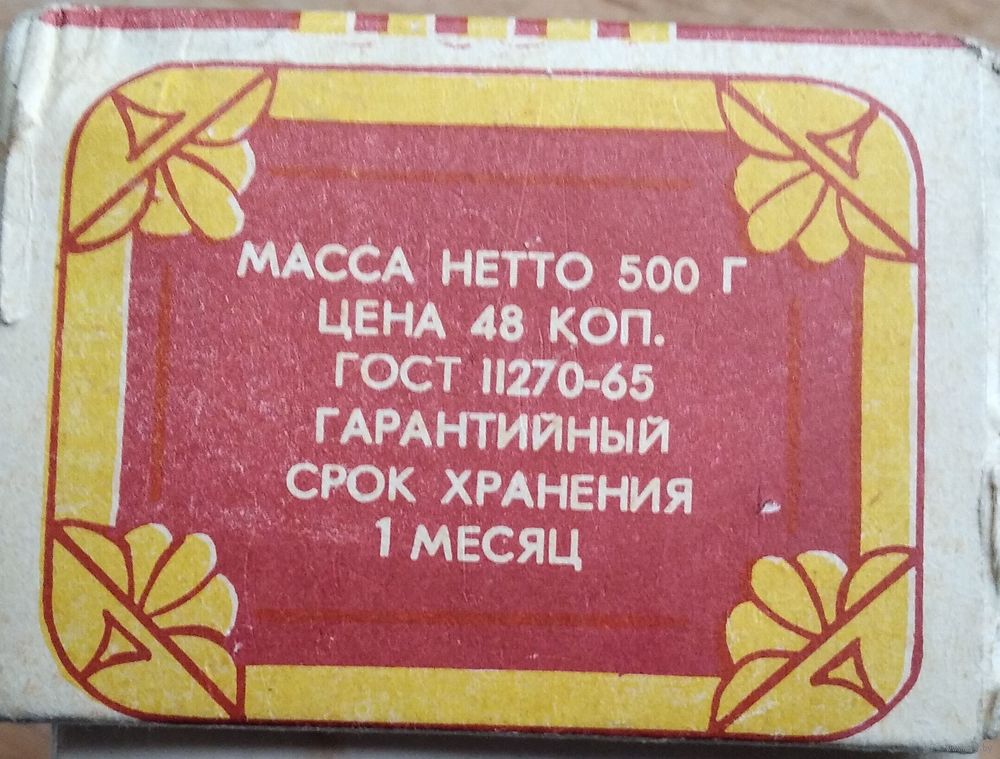 МАССА НЕТТО 500 Г
ЦЕНА 48 КОП.
ГОСТ 11270-65
ГАРАНТИЙНЫЙ
СРОК ХРАНЕНИЯ
1 МЕСЯЦ